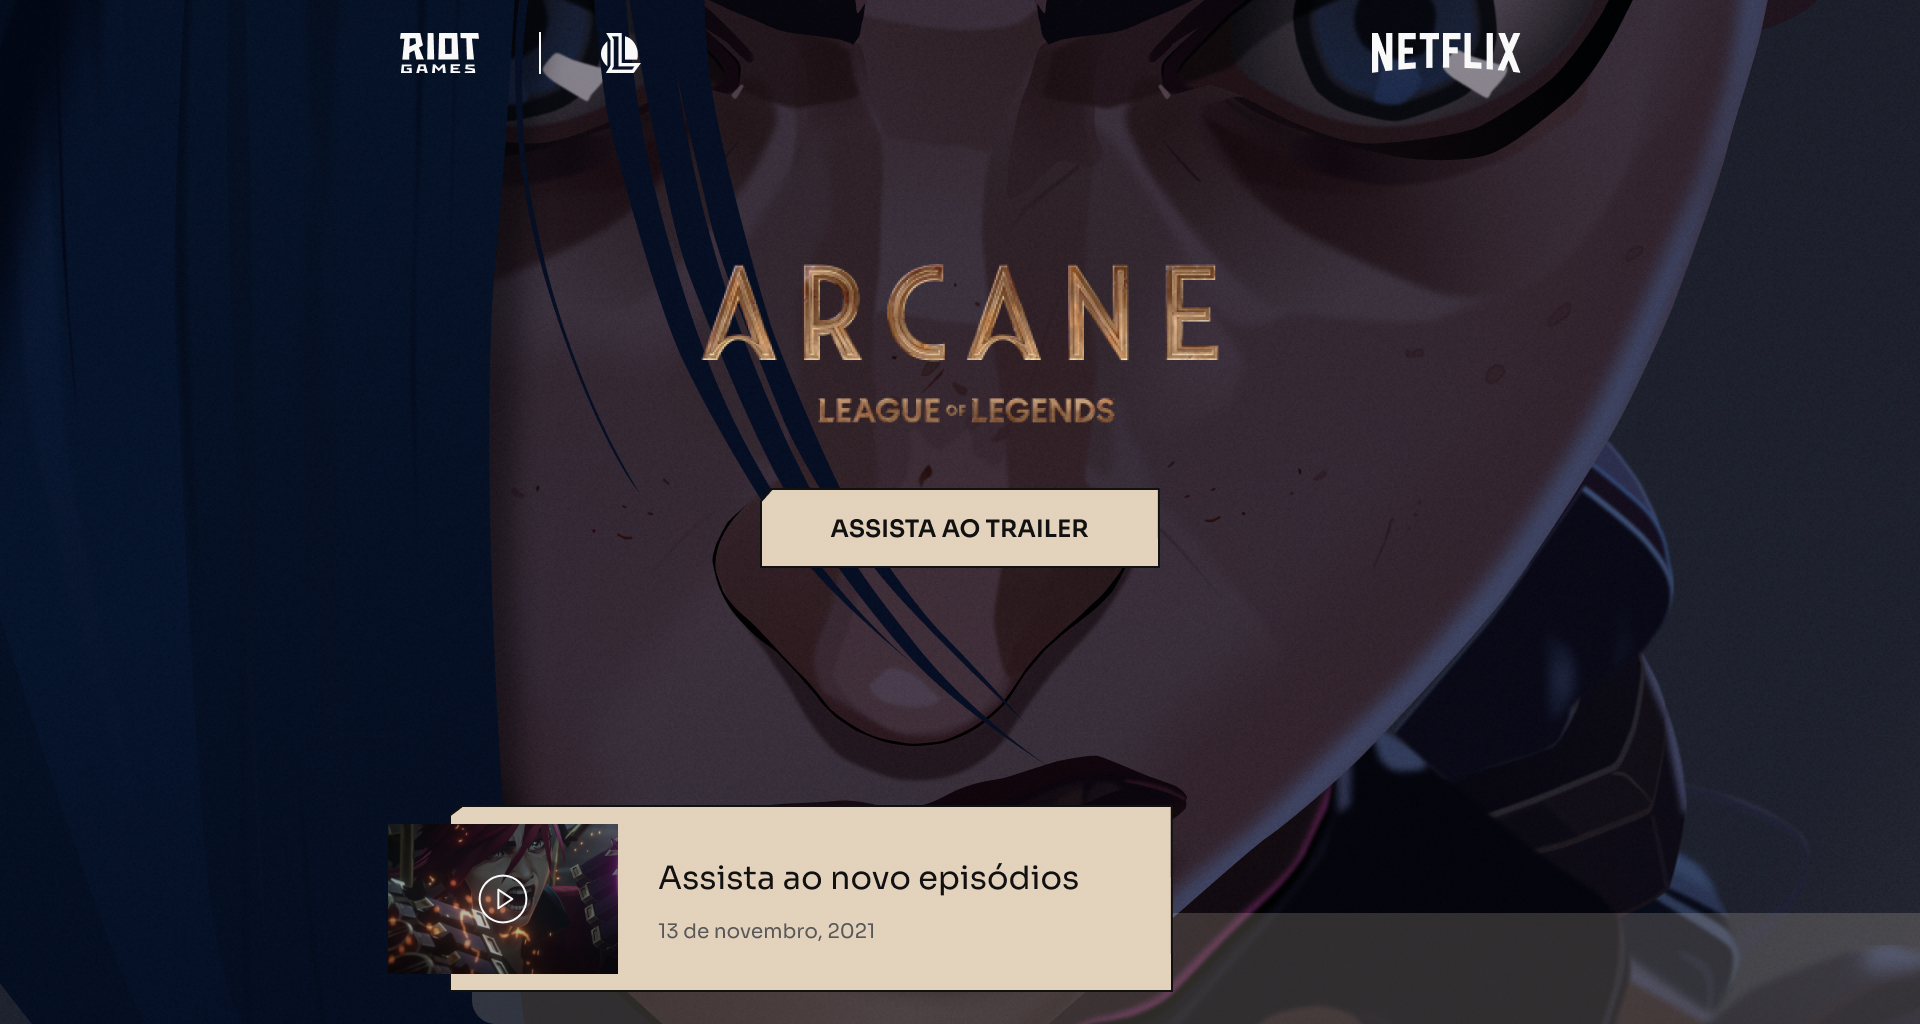 RIOT
GAMES
NETFLIX
ARCANE
LEAGUE OF LEGENDS
ASSISTA AO TRAILER
Assista ao novo episódios
13 de novembro, 2021